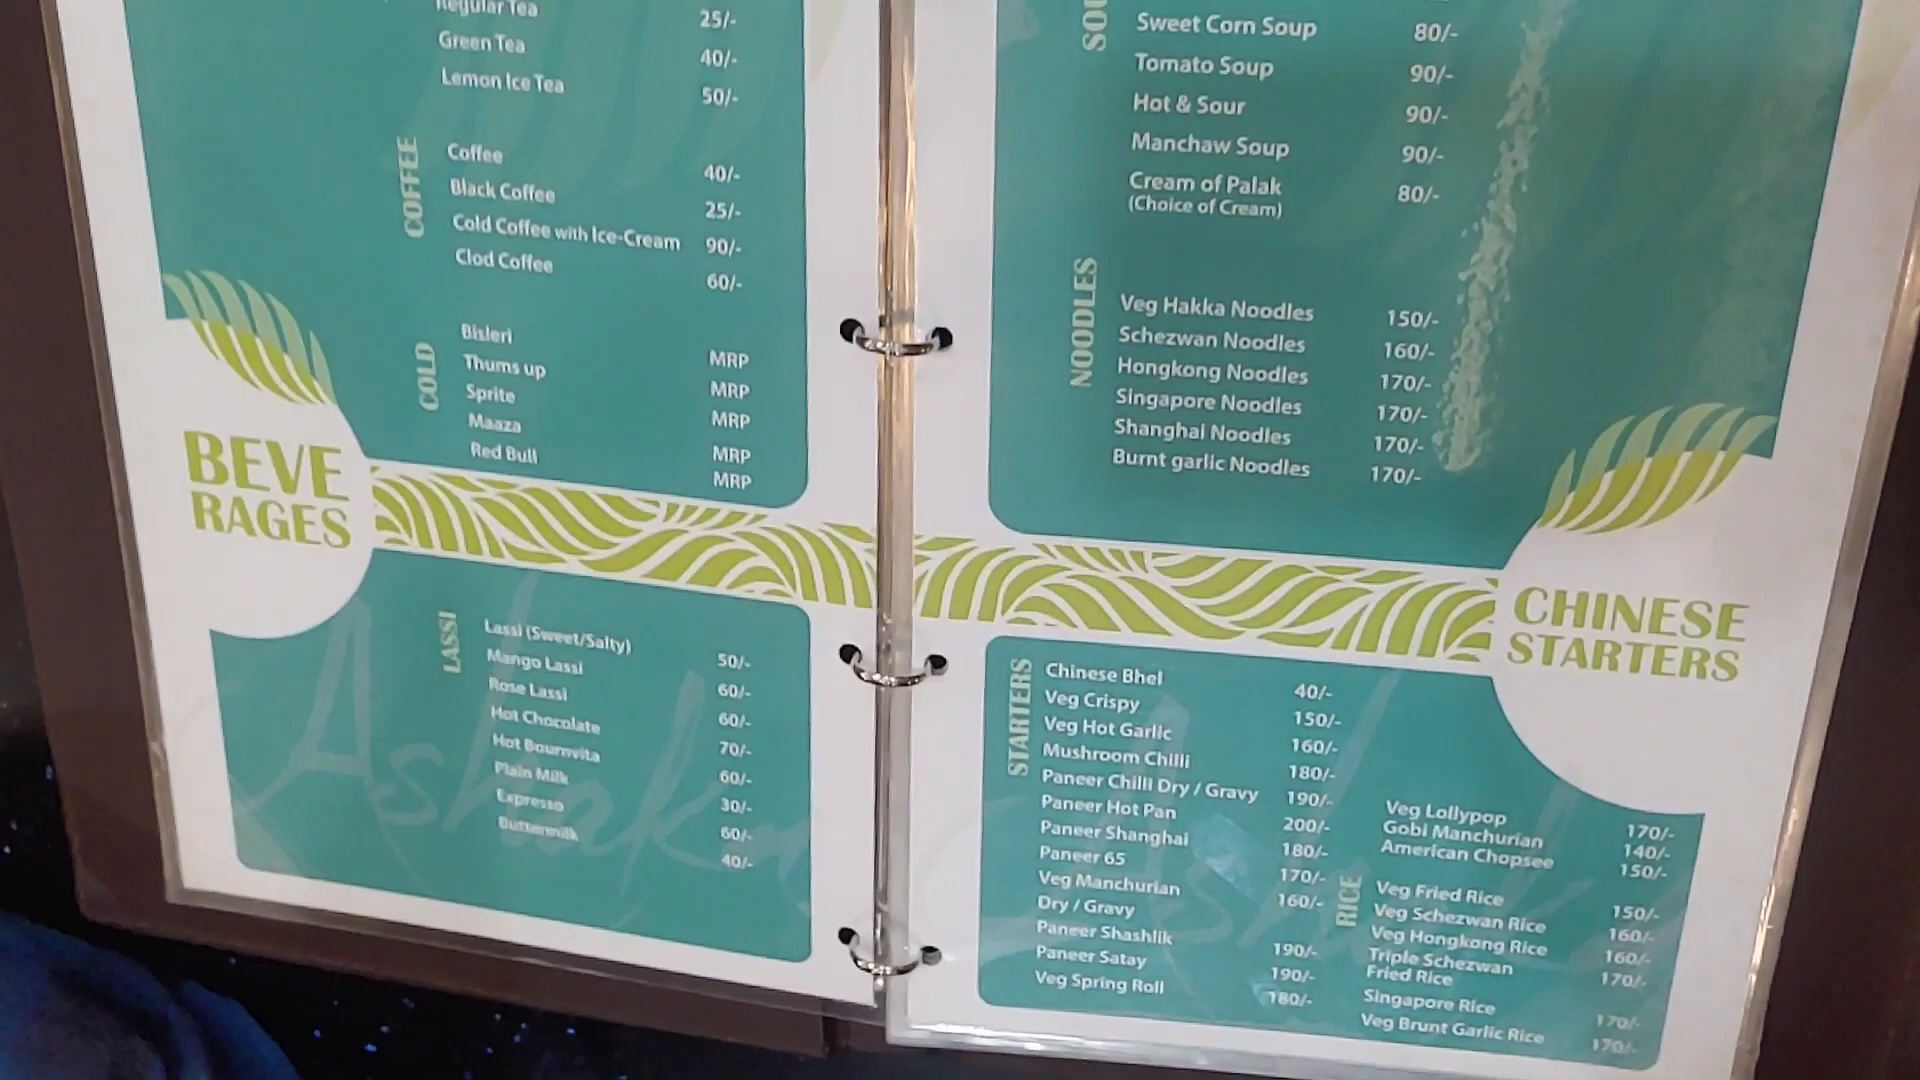 Regular Tea 25/-
Green Tea 40/-
Lemon Ice Tea 50/-
COFFEE
Coffee 40/-
Black Coffee 25/-
Cold Coffee with Ice-Cream 90/-
Clod Coffee 60/-
COLD
Bisleri MRP
Thums up MRP
Sprite MRP
Maaza MRP
Red Bull MRP
BEVE
RAGES
LASSI
Lassi (Sweet/Salty) 50/-
Mango Lassi 60/-
Rose Lassi 60/-
Hot Chocolate 70/-
Hot Bournvita 60/-
Plain Milk 30/-
Expresso 60/-
Buttermilk 40/-
Sweet Corn Soup 80/-
Tomato Soup 90/-
Hot & Sour 90/-
Manchaw Soup 90/-
Cream of Palak 80/-
(Choice of Cream)
NOODLES
Veg Hakka Noodles 150/-
Schezwan Noodles 160/-
Hongkong Noodles 170/-
Singapore Noodles 170/-
Shanghai Noodles 170/-
Burnt garlic Noodles 170/-
CHINESE
STARTERS
STARTERS
Chinese Bhel 40/-
Veg Crispy 150/-
Veg Hot Garlic 160/-
Mushroom Chilli 180/-
Paneer Chilli Dry / Gravy 190/-
Paneer Hot Pan 200/-
Paneer Shanghai 180/-
Paneer 65 170/-
Veg Manchurian 160/-
Dry / Gravy
Paneer Shashlik 190/-
Paneer Satay 190/-
Veg Spring Roll 180/-
Veg Lollypop 170/-
Gobi Manchurian 140/-
American Chopsee 150/-
RICE
Veg Fried Rice 150/-
Veg Schezwan Rice 160/-
Veg Hongkong Rice 160/-
Triple Schezwan 170/-
Fried Rice
Singapore Rice 170/-
Veg Brunt Garlic Rice 170/-